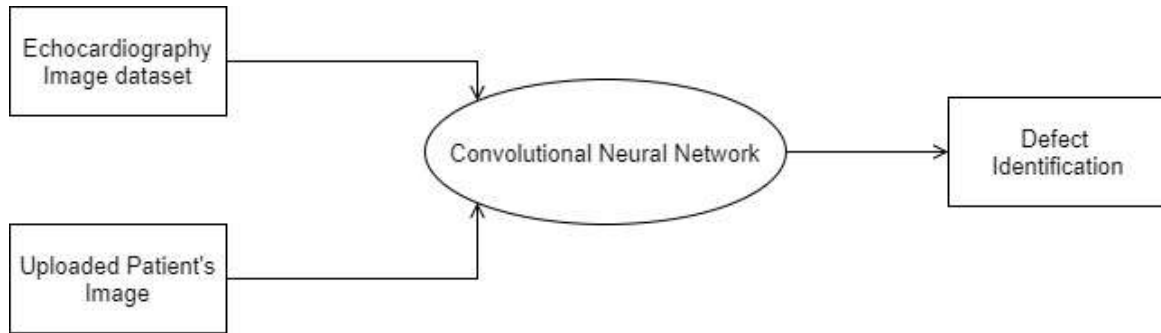 Echocardiography
Image dataset
Convolutional Neural Network
Defect
Identification
Uploaded Patient's
Image